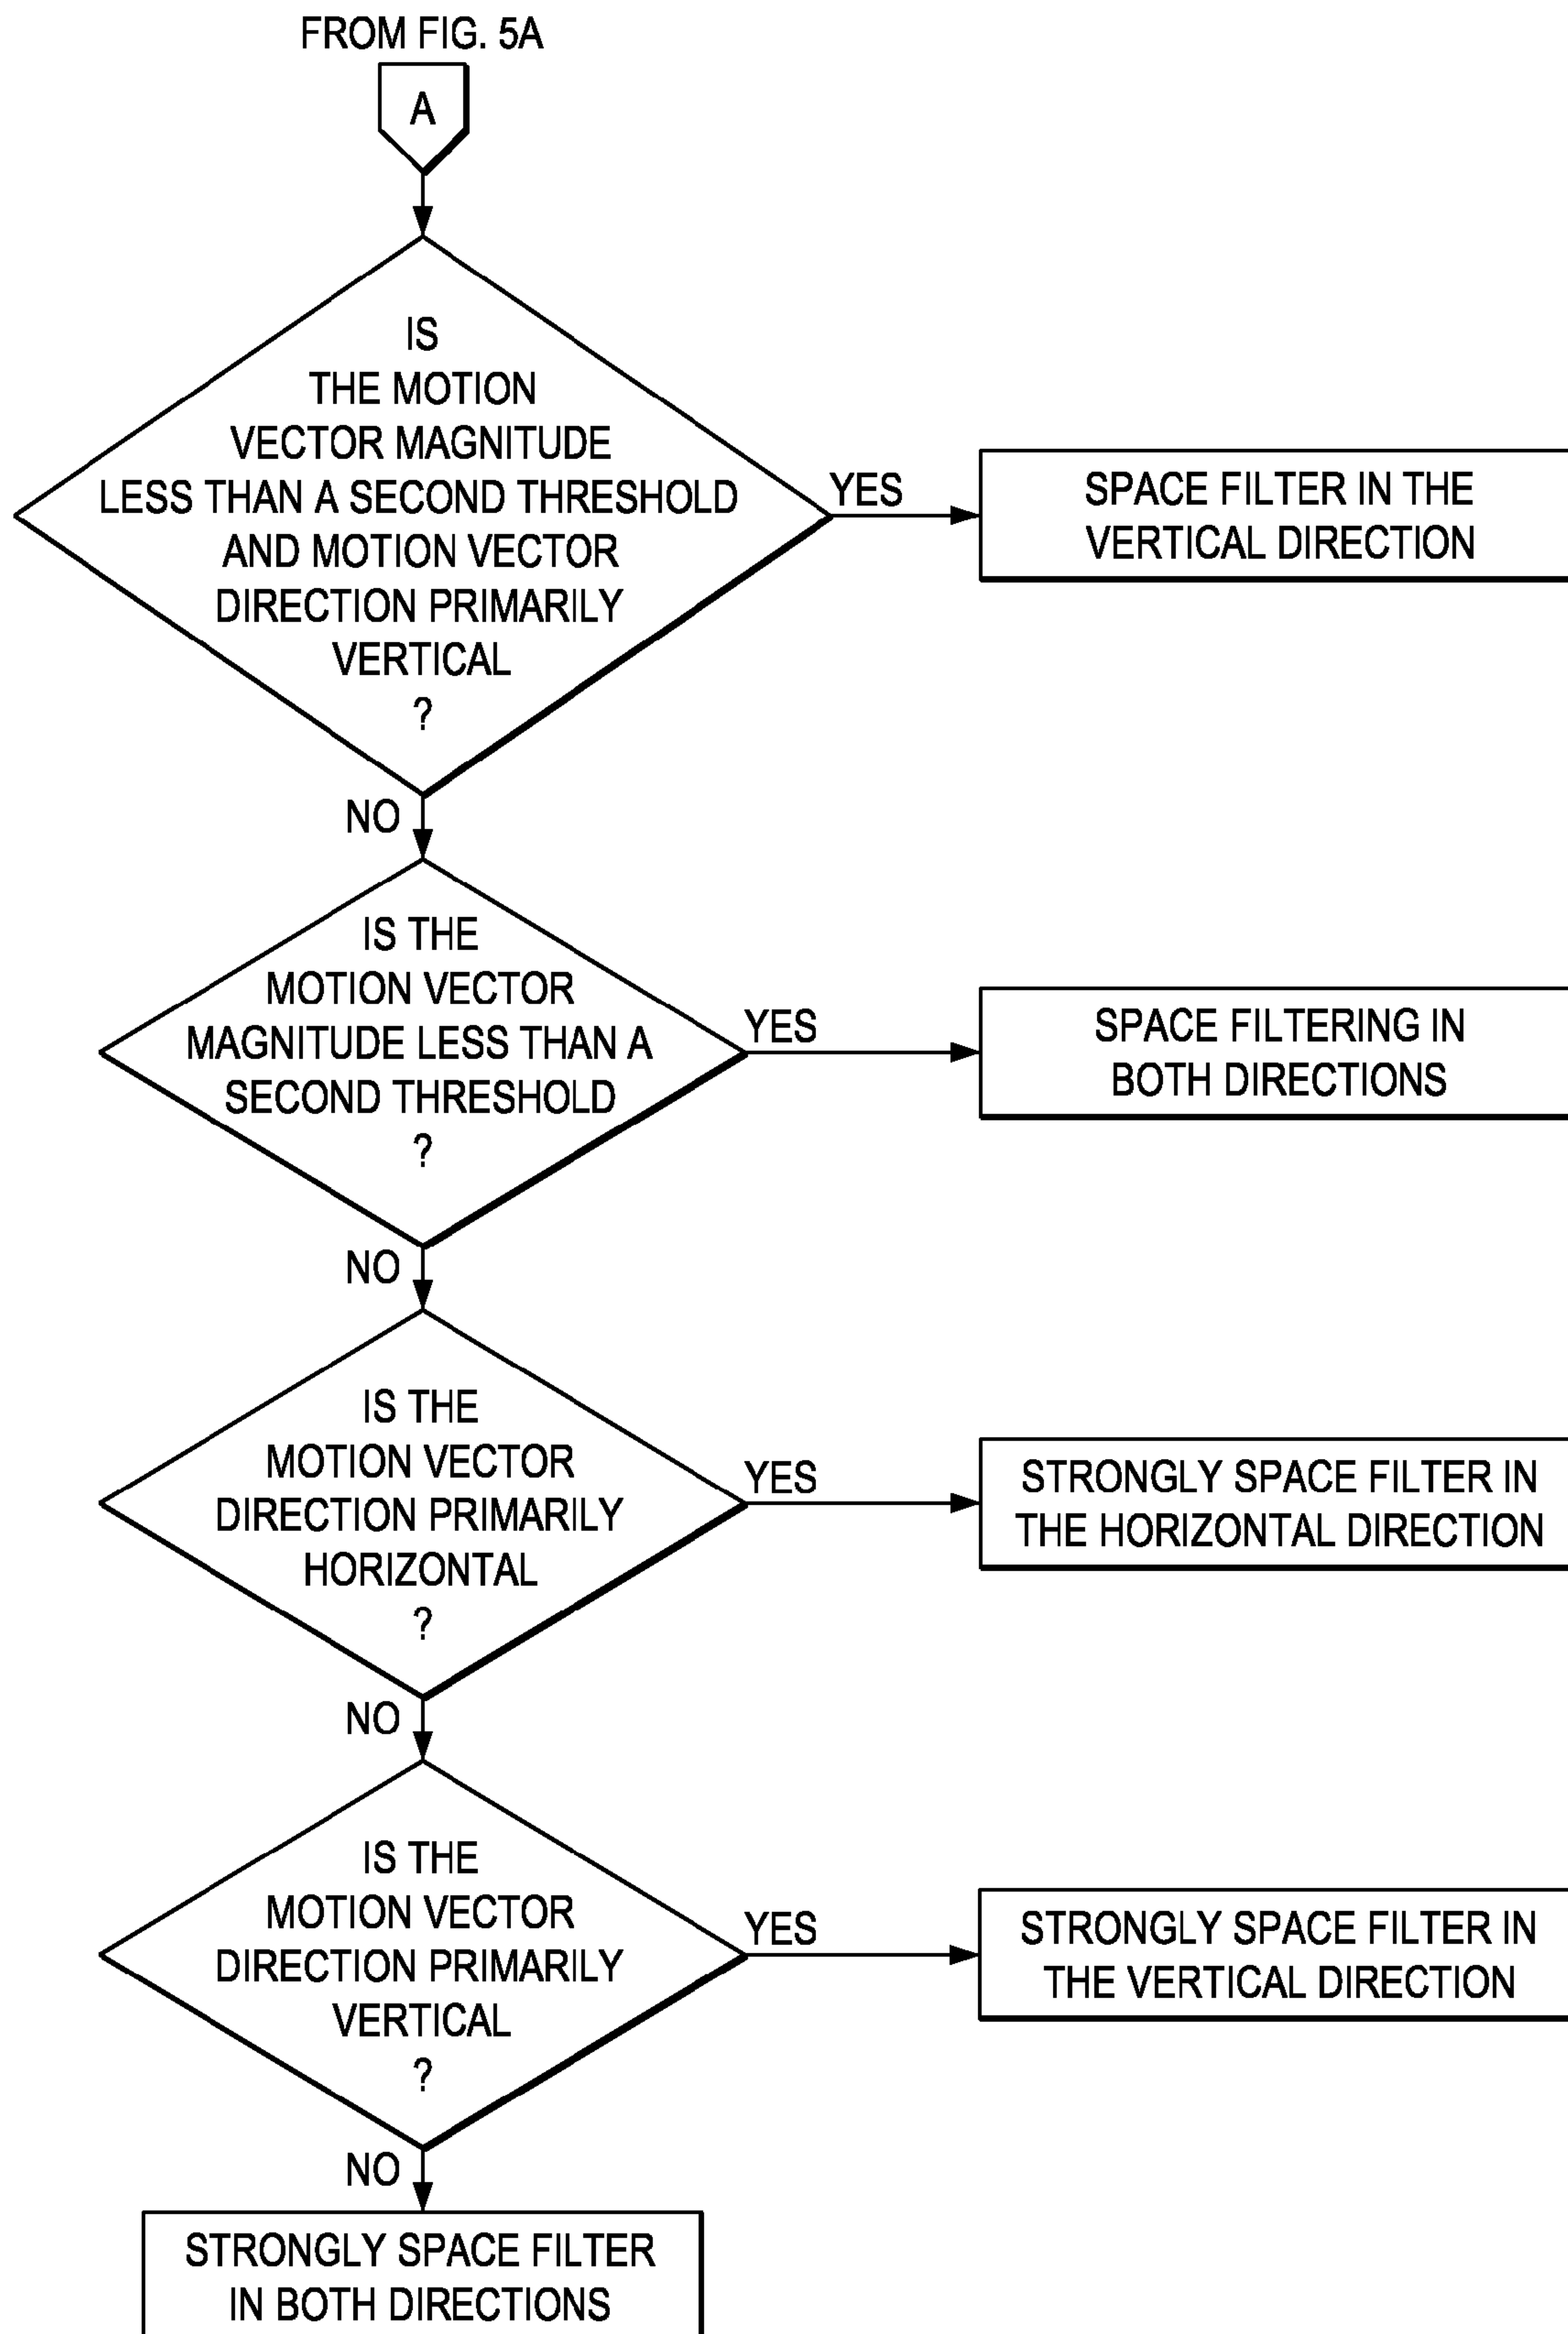 FROM FIG. 5A
A
IS
THE MOTION
VECTOR MAGNITUDE
LESS THAN A SECOND THRESHOLD
AND MOTION VECTOR
DIRECTION PRIMARILY
VERTICAL
?
YES
SPACE FILTER IN THE
VERTICAL DIRECTION
NO
IS THE
MOTION VECTOR
MAGNITUDE LESS THAN A
SECOND THRESHOLD
?
YES
SPACE FILTERING IN
BOTH DIRECTIONS
NO
IS THE
MOTION VECTOR
DIRECTION PRIMARILY
HORIZONTAL
?
YES
STRONGLY SPACE FILTER IN
THE HORIZONTAL DIRECTION
NO
IS THE
MOTION VECTOR
DIRECTION PRIMARILY
VERTICAL
?
YES
STRONGLY SPACE FILTER IN
THE VERTICAL DIRECTION
NO
STRONGLY SPACE FILTER
IN BOTH DIRECTIONS